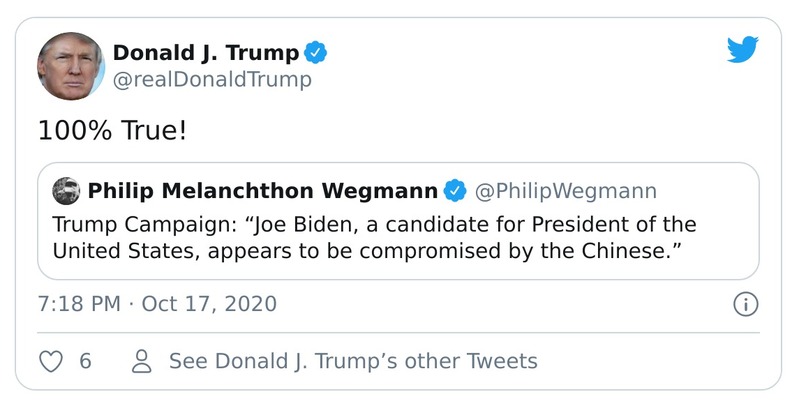 Donald J. Trump
@realDonaldTrump
100% True!
Philip Melanchthon Wegmann @PhilipWegmann
Trump Campaign: “Joe Biden, a candidate for President of the
United States, appears to be compromised by the Chinese.”
7:18 PM · Oct 17, 2020
6 See Donald J. Trump’s other Tweets